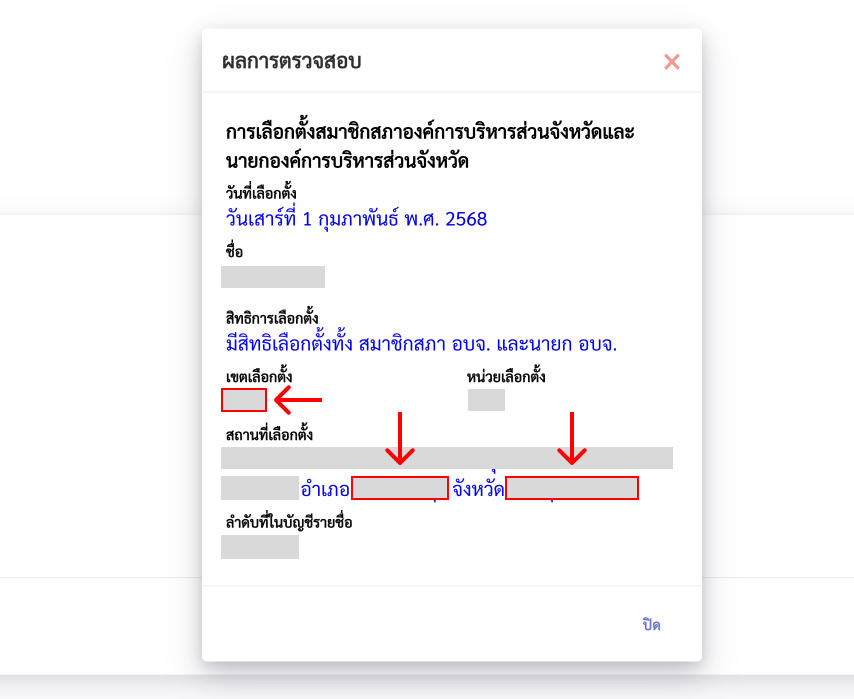 ผลการตรวจสอบ
การเลือกตั้งสมาชิกสภาองค์การบริหารส่วนจังหวัดและ
นายกองค์การบริหารส่วนจังหวัด
วันที่เลือกตั้ง
วันเสาร์ที่ 1 กุมภาพันธ์ พ.ศ. 2568
ชื่อ
สิทธิการเลือกตั้ง
มีสิทธิเลือกตั้งทั้ง สมาชิกสภา อบจ. และนายก อบจ.
เขตเลือกตั้ง หน่วยเลือกตั้ง
สถานที่เลือกตั้ง
อำเภอ จังหวัด
ลำดับที่ในบัญชีรายชื่อ
ปิด